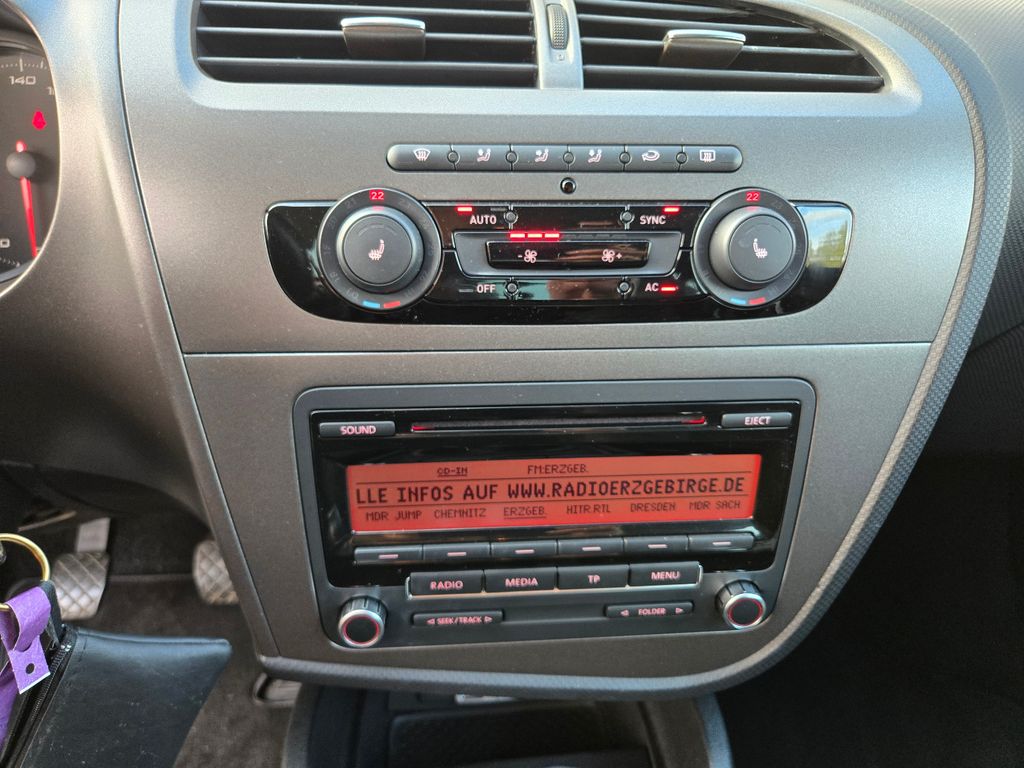 140
22
22
AUTO
SYNC
OFF
AC
SOUND
EJECT
CD-IN FM:ERZGEB.
LLE INFOS AUF WWW.RADIOERZGEBIRGE.DE
MDR JUMP CHEMNITZ ERZGEB. HITR.RTL DRESDEN MDR SACH
RADIO MEDIA TP MENU
SEEK/TRACK
FOLDER